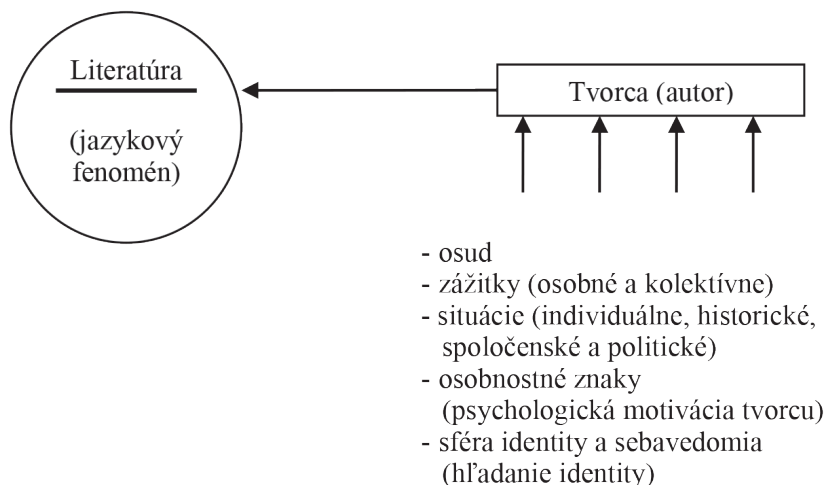 Literatúra
(jazykový
fenomén)
Tvorca (autor)
- osud
- zážitky (osobné a kolektívne)
- situácie (individuálne, historické,
spoločenské a politické)
- osobnostné znaky
(psychologická motivácia tvorcu)
- sféra identity a sebavedomia
(hľadanie identity)